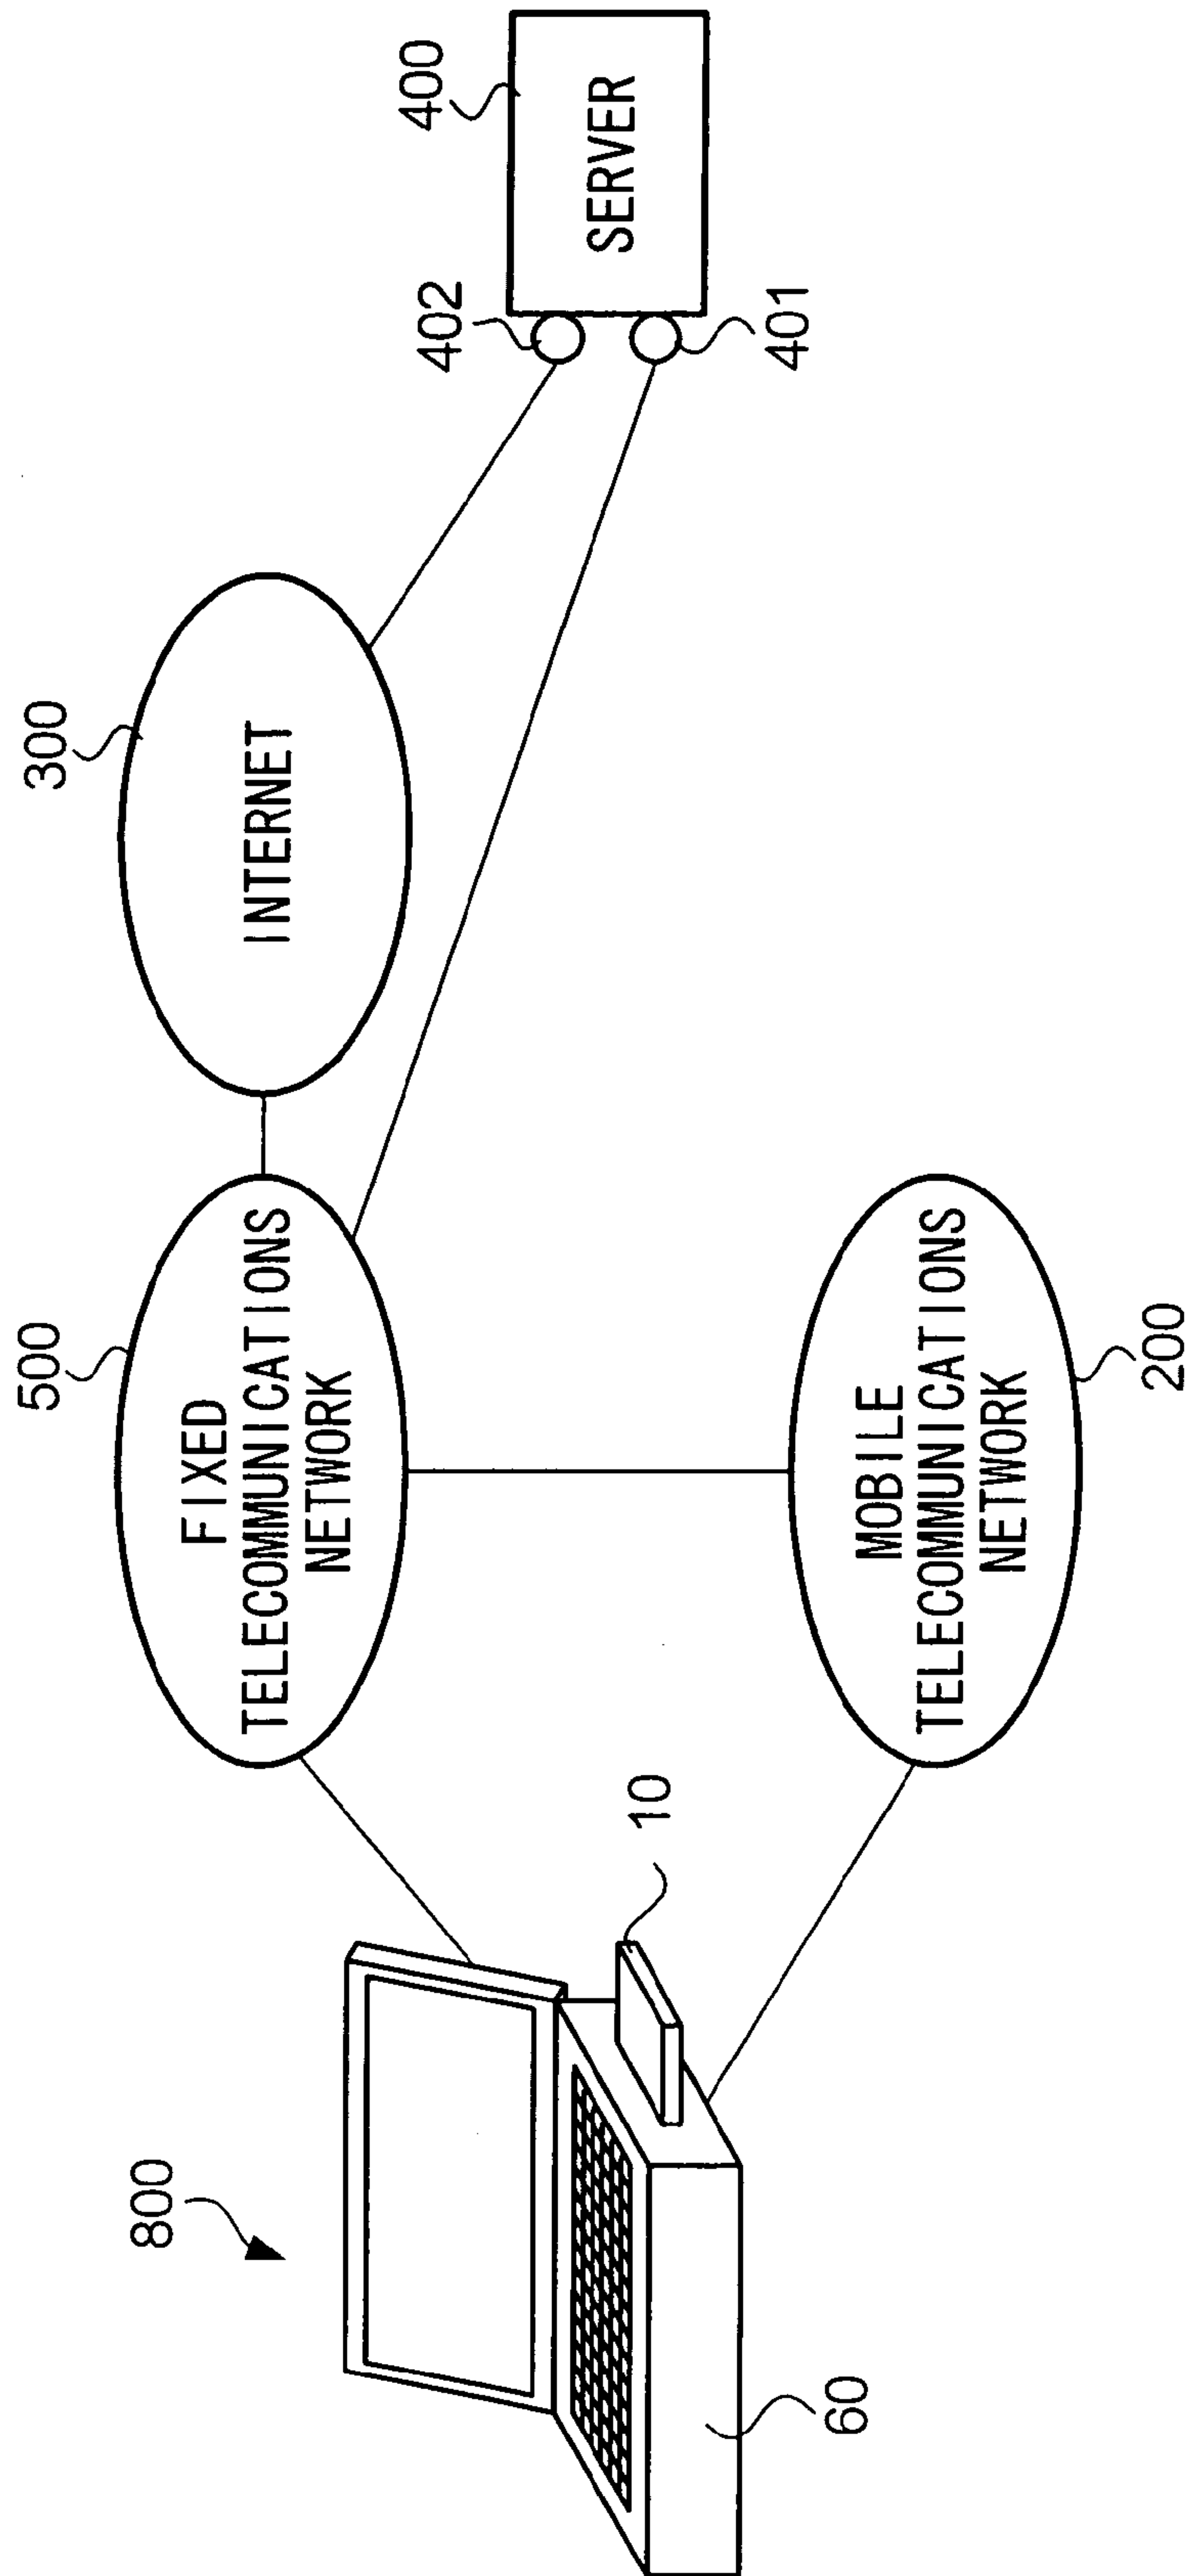 800
60
10
500
FIXED
TELECOMMUNICATIONS
NETWORK
MOBILE
TELECOMMUNICATIONS
NETWORK
200
300
INTERNET
402
401
400
SERVER